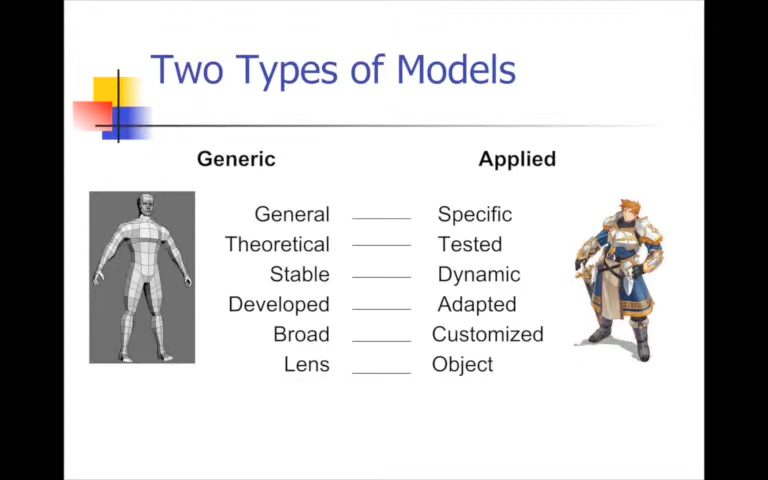 Two Types of Models
Generic Applied
General Specific
Theoretical Tested
Stable Dynamic
Developed Adapted
Broad Customized
Lens Object